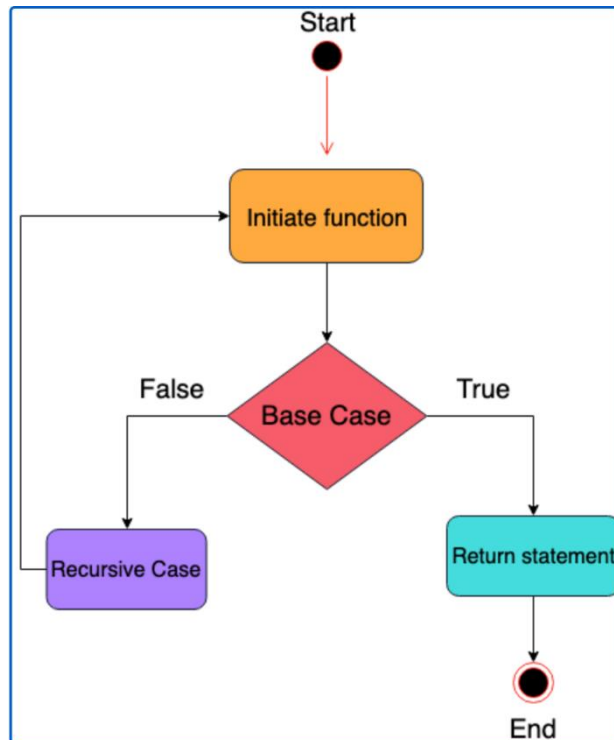 Start
Initiate function
False
True
Base Case
Recursive Case
Return statement
End